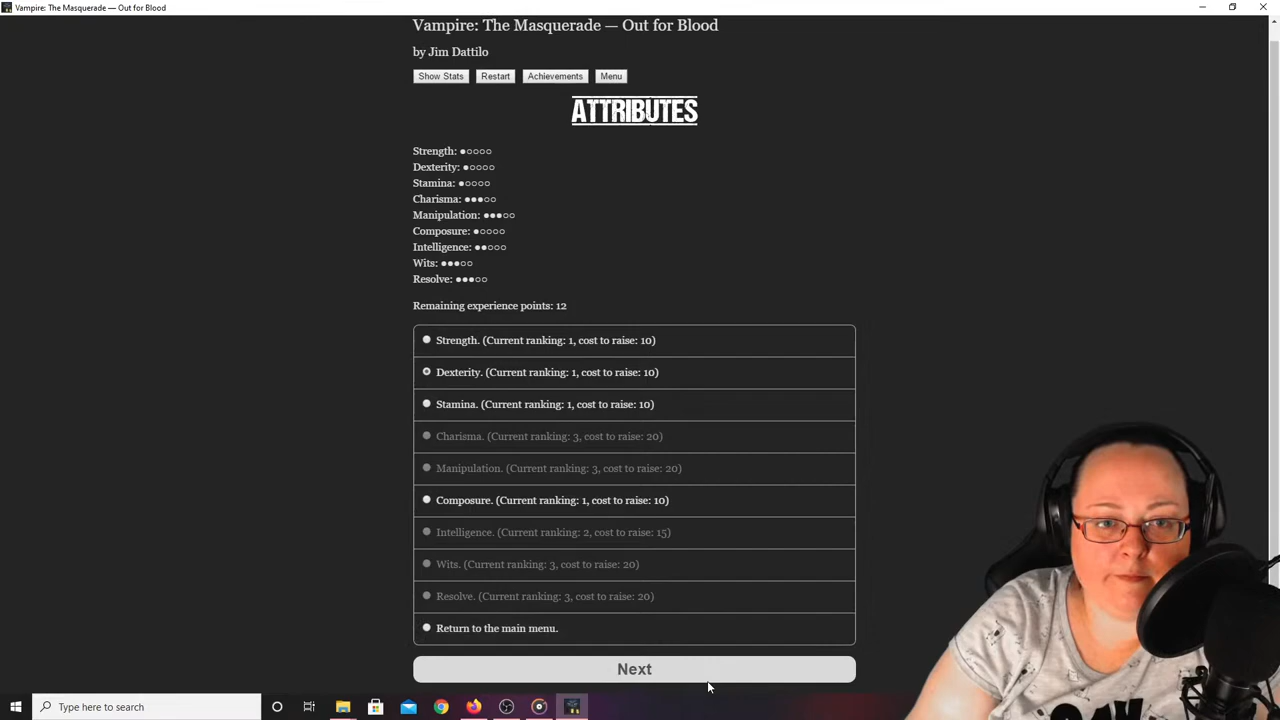 Vampire: The Masquerade — Out for Blood
Vampire: The Masquerade — Out for Blood
by Jim Dattilo
Show Stats Restart Achievements Menu
ATTRIBUTES
Strength: ●○○○○
Dexterity: ●○○○○
Stamina: ●○○○○
Charisma: ●●●○○
Manipulation: ●●●○○
Composure: ●○○○○
Intelligence: ●●○○○
Wits: ●●●○○
Resolve: ●●●○○
Remaining experience points: 12
Strength. (Current ranking: 1, cost to raise: 10)
Dexterity. (Current ranking: 1, cost to raise: 10)
Stamina. (Current ranking: 1, cost to raise: 10)
Charisma. (Current ranking: 3, cost to raise: 20)
Manipulation. (Current ranking: 3, cost to raise: 20)
Composure. (Current ranking: 1, cost to raise: 10)
Intelligence. (Current ranking: 2, cost to raise: 15)
Wits. (Current ranking: 3, cost to raise: 20)
Resolve. (Current ranking: 3, cost to raise: 20)
Return to the main menu.
Next
Type here to search